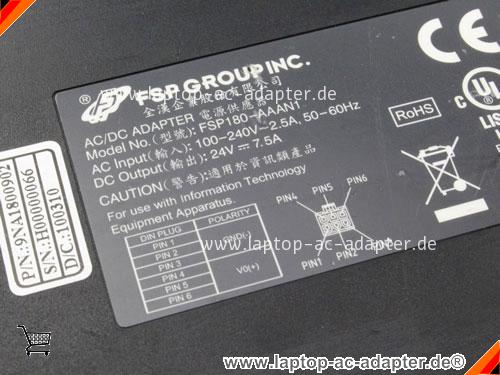 ® FSP GROUP INC.
全漢企業股份有限公司
AC/DC ADAPTER 電源供應器
Model No.(型號): FSP180-AAAN1
AC Input(輸入): 100-240V~2.5A, 50-60Hz
DC Output(輸出): 24V 7.5A
CAUTION(警告):適用於資訊類產品
For use with Information Technology
Equipment Apparatus.
DIN PLUG POLARITY
PIN 1
PIN 2 GND(-)
PIN 3
PIN 4
PIN 5 V0(+)
PIN 6
PIN4 PIN5 PIN6
PIN1 PIN2
CE
RoHS
C UL
LIS
P/N.:9NA1800902
S/N.:H00000066
D/C.:100310
www.laptop-ac-adapter.de
www.laptop-ac-adapter.de
www.laptop-ac-adapter.de®